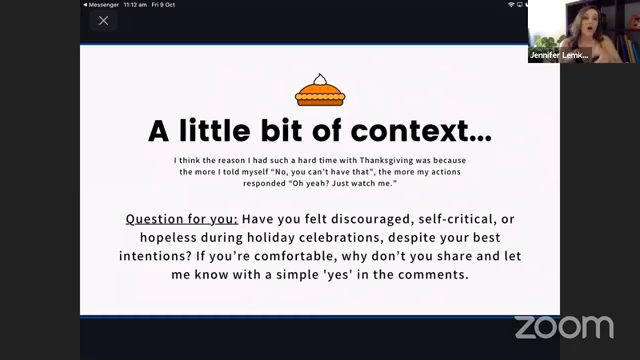 Messenger 11:12 am Fri 9 Oct
Jennifer Lemk...
A little bit of context...
I think the reason I had such a hard time with Thanksgiving was because
the more I told myself “No, you can't have that”, the more my actions
responded “Oh yeah? Just watch me.”
Question for you: Have you felt discouraged, self-critical, or
hopeless during holiday celebrations, despite your best
intentions? If you're comfortable, why don't you share and let
me know with a simple 'yes' in the comments.
zoom